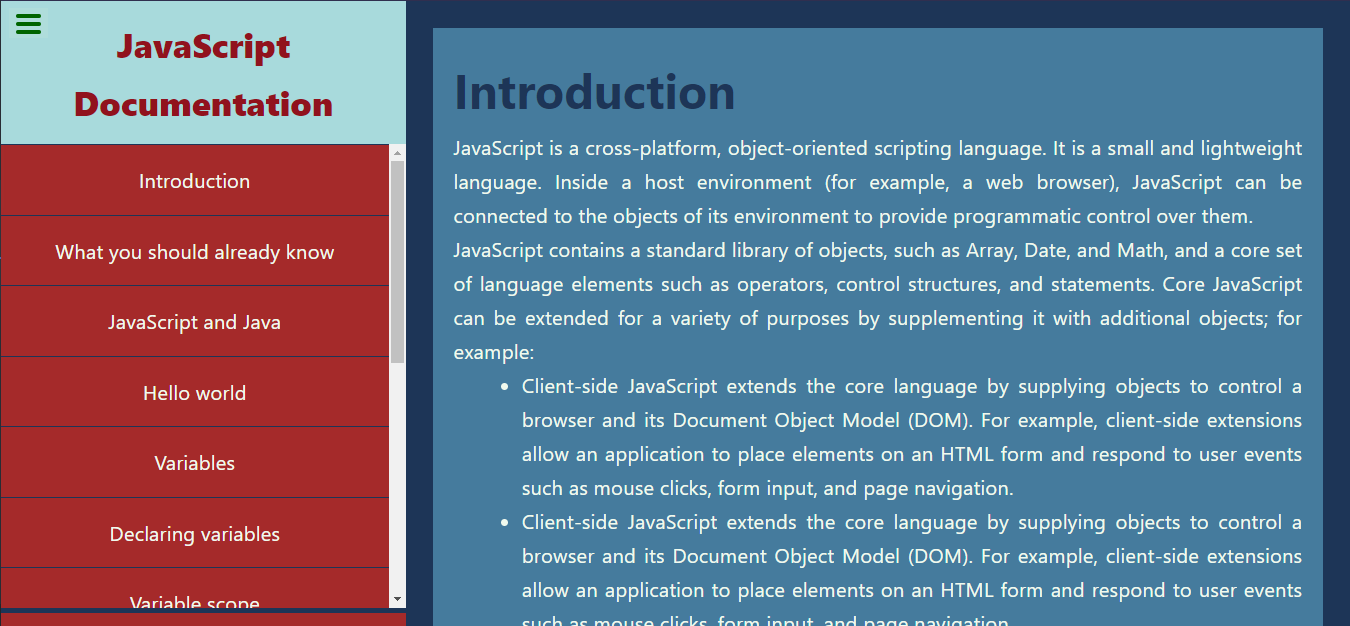 JavaScript
Documentation
Introduction
What you should already know
JavaScript and Java
Hello world
Variables
Declaring variables
Variable scope
Introduction
JavaScript is a cross-platform, object-oriented scripting language. It is a small and lightweight
language. Inside a host environment (for example, a web browser), JavaScript can be
connected to the objects of its environment to provide programmatic control over them.
JavaScript contains a standard library of objects, such as Array, Date, and Math, and a core set
of language elements such as operators, control structures, and statements. Core JavaScript
can be extended for a variety of purposes by supplementing it with additional objects; for
example:
• Client-side JavaScript extends the core language by supplying objects to control a
browser and its Document Object Model (DOM). For example, client-side extensions
allow an application to place elements on an HTML form and respond to user events
such as mouse clicks, form input, and page navigation.
• Client-side JavaScript extends the core language by supplying objects to control a
browser and its Document Object Model (DOM). For example, client-side extensions
allow an application to place elements on an HTML form and respond to user events
such as mouse clicks, form input, and page navigation.